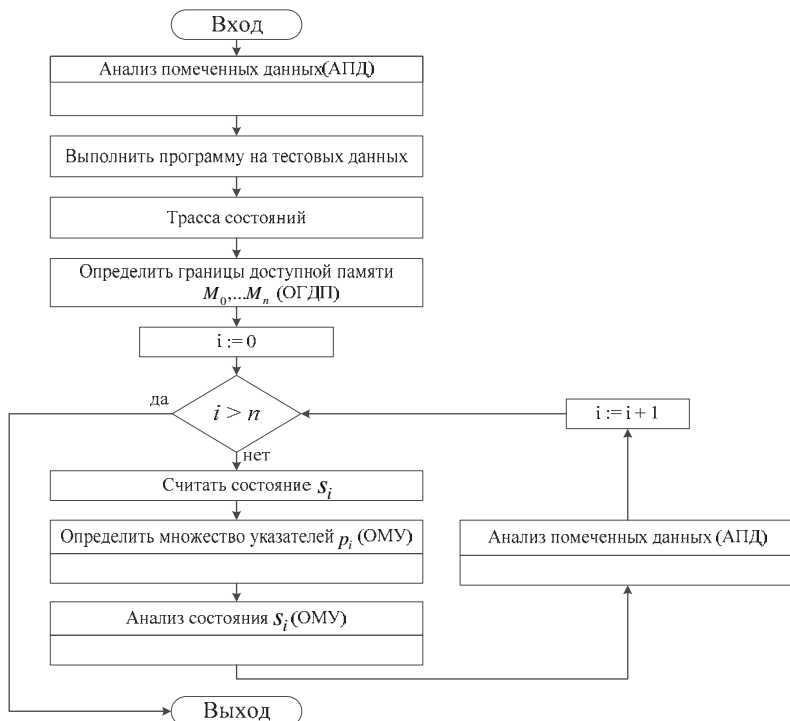 Вход
Анализ помеченных данных(АПД)
Выполнить программу на тестовых данных
Трасса состояний
Определить границы доступной памяти
M₀,...Mₙ (ОГДП)
i := 0
да
i > n
i := i + 1
нет
Считать состояние sᵢ
Определить множество указателей pᵢ (ОМУ)
Анализ помеченных данных (АПД)
Анализ состояния sᵢ (ОМУ)
Выход